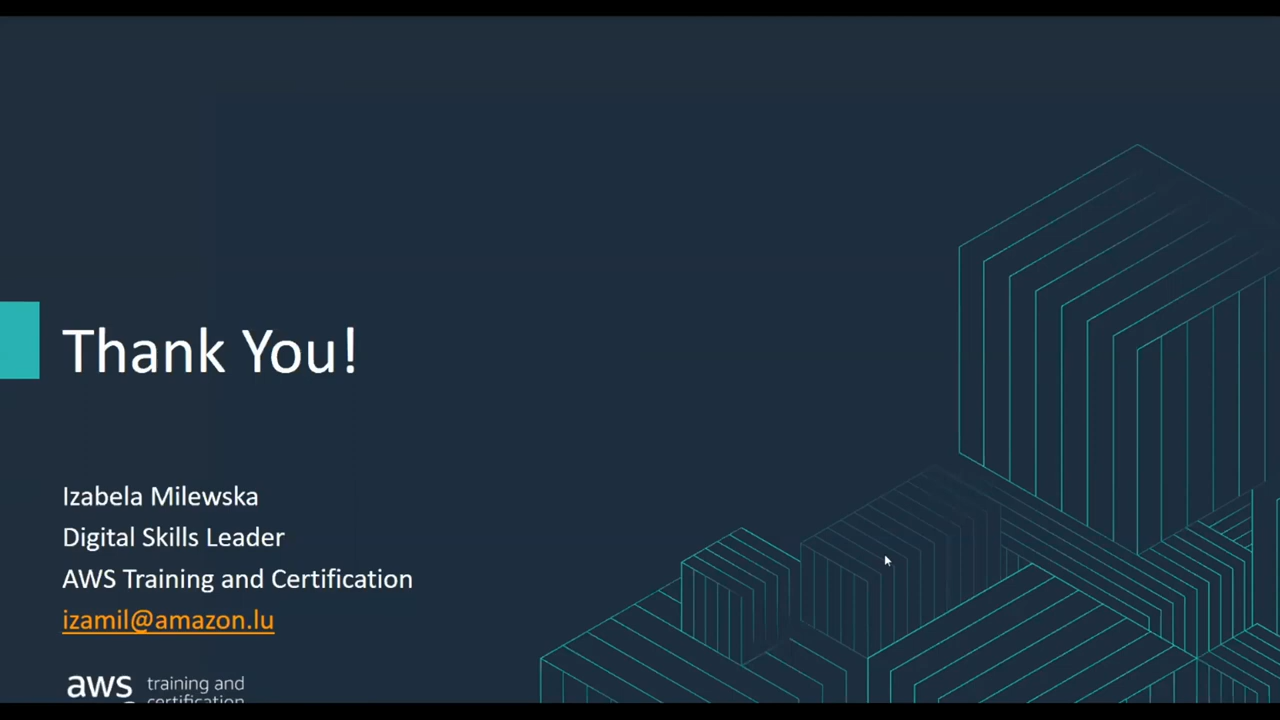 Thank You!
Izabela Milewska
Digital Skills Leader
AWS Training and Certification
izamil@amazon.lu
aws training and
certification